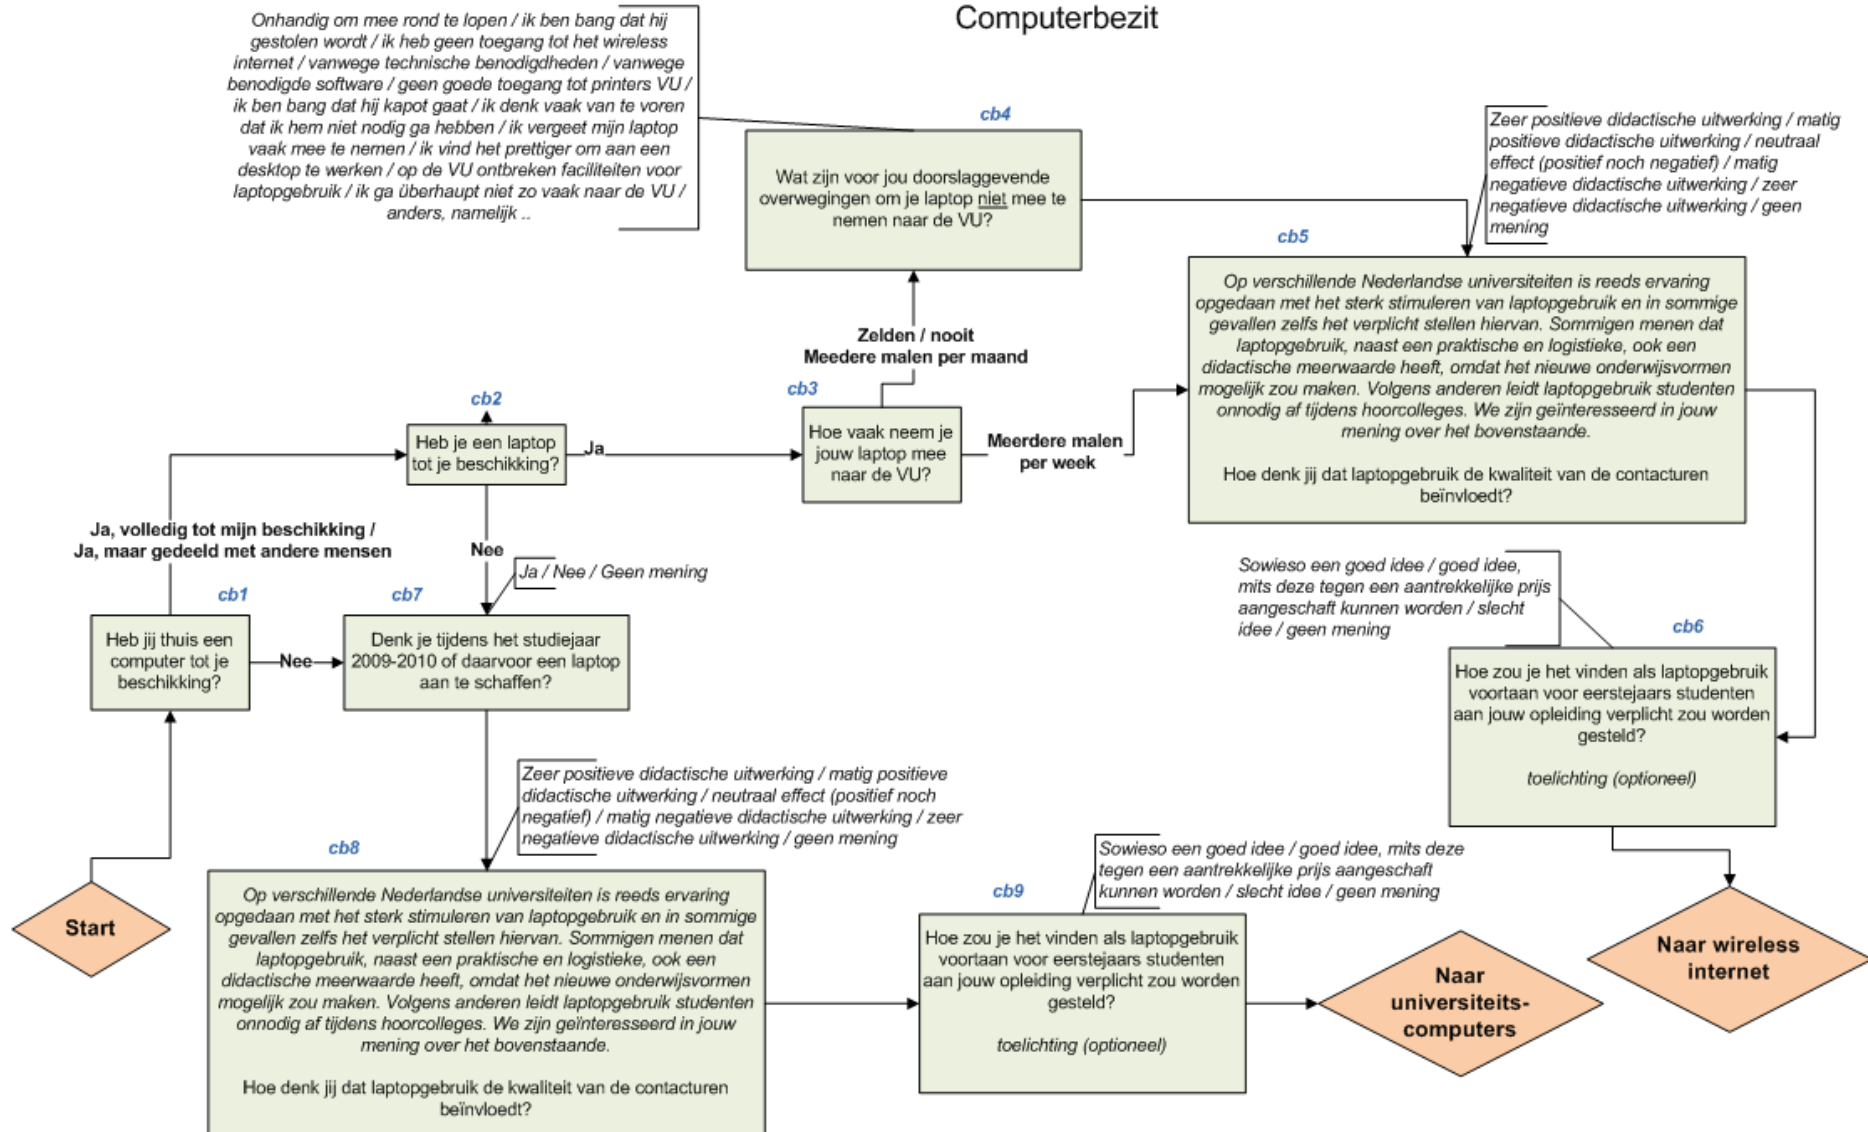 Computerbezit
Onhandig om mee rond te lopen / ik ben bang dat hij
gestolen wordt / ik heb geen toegang tot het wireless
internet / vanwege technische benodigdheden / vanwege
benodigde software / geen goede toegang tot printers VU /
ik ben bang dat hij kapot gaat / ik denk vaak van te voren
dat ik hem niet nodig ga hebben / ik vergeet mijn laptop
vaak mee te nemen / ik vind het prettiger om aan een
desktop te werken / op de VU ontbreken faciliteiten voor
laptopgebruik / ik ga überhaupt niet zo vaak naar de VU /
anders, namelijk ..
cb4
Wat zijn voor jou doorslaggevende
overwegingen om je laptop niet mee te
nemen naar de VU?
Zeer positieve didactische uitwerking / matig
positieve didactische uitwerking / neutraal
effect (positief noch negatief) / matig
negatieve didactische uitwerking / zeer
negatieve didactische uitwerking / geen
mening
cb5
Op verschillende Nederlandse universiteiten is reeds ervaring
opgedaan met het sterk stimuleren van laptopgebruik en in sommige
gevallen zelfs het verplicht stellen hiervan. Sommigen menen dat
laptopgebruik, naast een praktische en logistieke, ook een
didactische meerwaarde heeft, omdat het nieuwe onderwijsvormen
mogelijk zou maken. Volgens anderen leidt laptopgebruik studenten
onnodig af tijdens hoorcolleges. We zijn geïnteresseerd in jouw
mening over het bovenstaande.
Hoe denk jij dat laptopgebruik de kwaliteit van de contacturen
beïnvloedt?
Zelden / nooit
Meedere malen per maand
cb2
Heb je een laptop
tot je beschikking?
Ja
cb3
Hoe vaak neem je
jouw laptop mee
naar de VU?
Meerdere malen
per week
Ja, volledig tot mijn beschikking /
Ja, maar gedeeld met andere mensen
Nee
Ja / Nee / Geen mening
cb1
Heb jij thuis een
computer tot je
beschikking?
Nee
cb7
Denk je tijdens het studiejaar
2009-2010 of daarvoor een laptop
aan te schaffen?
Sowieso een goed idee / goed idee,
mits deze tegen een aantrekkelijke prijs
aangeschaft kunnen worden / slecht
idee / geen mening
cb6
Hoe zou je het vinden als laptopgebruik
voortaan voor eerstejaars studenten
aan jouw opleiding verplicht zou worden
gesteld?
toelichting (optioneel)
Zeer positieve didactische uitwerking / matig positieve
didactische uitwerking / neutraal effect (positief noch
negatief) / matig negatieve didactische uitwerking / zeer
negatieve didactische uitwerking / geen mening
cb8
Op verschillende Nederlandse universiteiten is reeds ervaring
opgedaan met het sterk stimuleren van laptopgebruik en in sommige
gevallen zelfs het verplicht stellen hiervan. Sommigen menen dat
laptopgebruik, naast een praktische en logistieke, ook een
didactische meerwaarde heeft, omdat het nieuwe onderwijsvormen
mogelijk zou maken. Volgens anderen leidt laptopgebruik studenten
onnodig af tijdens hoorcolleges. We zijn geïnteresseerd in jouw
mening over het bovenstaande.
Hoe denk jij dat laptopgebruik de kwaliteit van de contacturen
beïnvloedt?
Sowieso een goed idee / goed idee, mits deze
tegen een aantrekkelijke prijs aangeschaft
kunnen worden / slecht idee / geen mening
cb9
Hoe zou je het vinden als laptopgebruik
voortaan voor eerstejaars studenten
aan jouw opleiding verplicht zou worden
gesteld?
toelichting (optioneel)
Start
Naar
universiteits-
computers
Naar wireless
internet